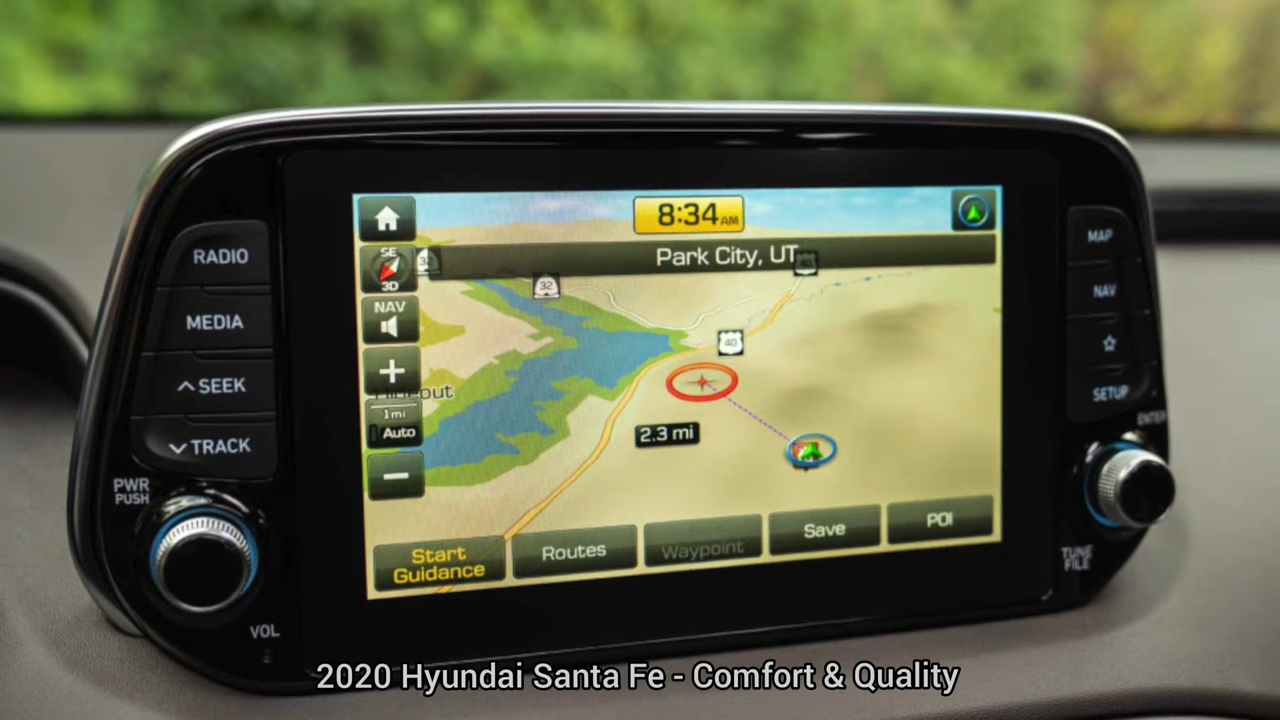 8:34 AM
Park City, UT
SE
3D
32
NAV
40
1mi
Auto
2.3 mi
Start
Guidance
Routes
Waypoint
Save
POI
RADIO
MEDIA
SEEK
TRACK
PWR
PUSH
VOL
MAP
NAV
SETUP
ENTER
TUNE
FILE
2020 Hyundai Santa Fe - Comfort & Quality